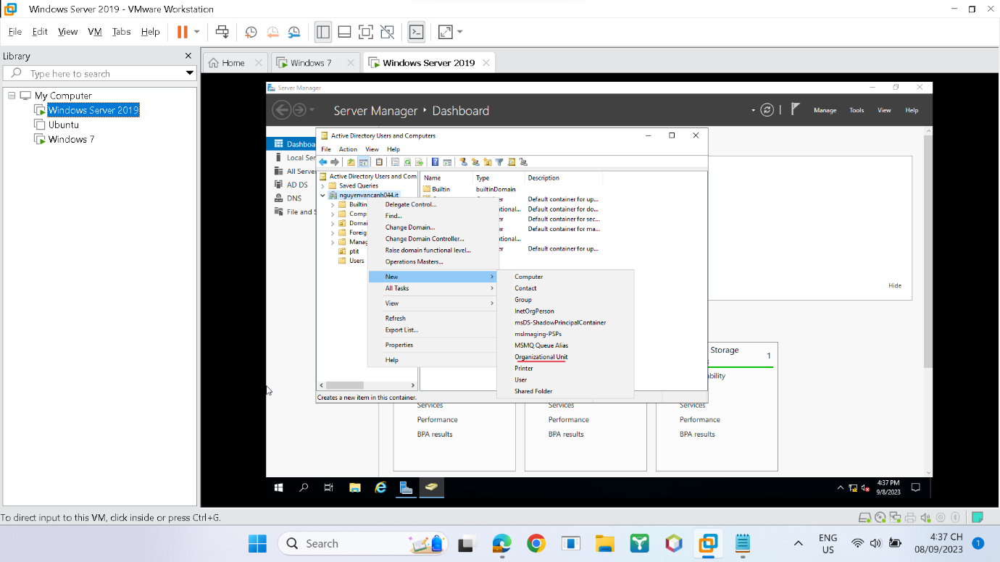 Windows Server 2019 - VMware Workstation
File Edit View VM Tabs Help
Library
Type here to search
My Computer
Windows Server 2019
Ubuntu
Windows 7
Home
Windows 7
Windows Server 2019
Server Manager
Server Manager Dashboard
Manage Tools View Help
Dashboa
Local Ser
All Serve
AD DS
DNS
File and S
Active Directory Users and Computers
File Action View Help
Active Directory Users and Com
Saved Queries
nguyenvancanh044.it
Builtin
Comp
Domai
Foreig
Manag
ptit
Users
Name Type Description
Builtin builtinDomain
er Default container for up...
ational... Default container for do...
er Default container for sec...
er Default container for ma...
ational...
er Default container for up...
Delegate Control...
Find...
Change Domain...
Change Domain Controller...
Raise domain functional level...
Operations Masters...
New
All Tasks
View
Refresh
Export List...
Properties
Help
Computer
Contact
Group
InetOrgPerson
msDS-ShadowPrincipalContainer
msImaging-PSPs
MSMQ Queue Alias
Organizational Unit
Printer
User
Shared Folder
Creates a new item in this container.
Hide
Storage
1
ability
Services
Performance
BPA results
Services
Performance
BPA results
Services
Performance
BPA results
4:37 PM
9/8/2023
To direct input to this VM, click inside or press Ctrl+G.
Search
ENG
US
4:37 CH
08/09/2023
1